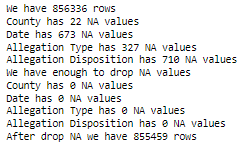 We have 856336 rows
County has 22 NA values
Date has 673 NA values
Allegation Type has 327 NA values
Allegation Disposition has 710 NA values
We have enough to drop NA values
County has 0 NA values
Date has 0 NA values
Allegation Type has 0 NA values
Allegation Disposition has 0 NA values
After drop NA we have 855459 rows